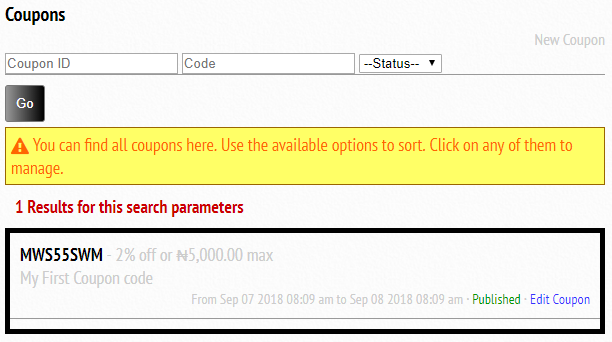 Coupons
New Coupon
Coupon ID Code --Status--
Go
You can find all coupons here. Use the available options to sort. Click on any of them to
manage.
1 Results for this search parameters
MWS55SWM - 2% off or ₦5,000.00 max
My First Coupon code
From Sep 07 2018 08:09 am to Sep 08 2018 08:09 am · Published · Edit Coupon